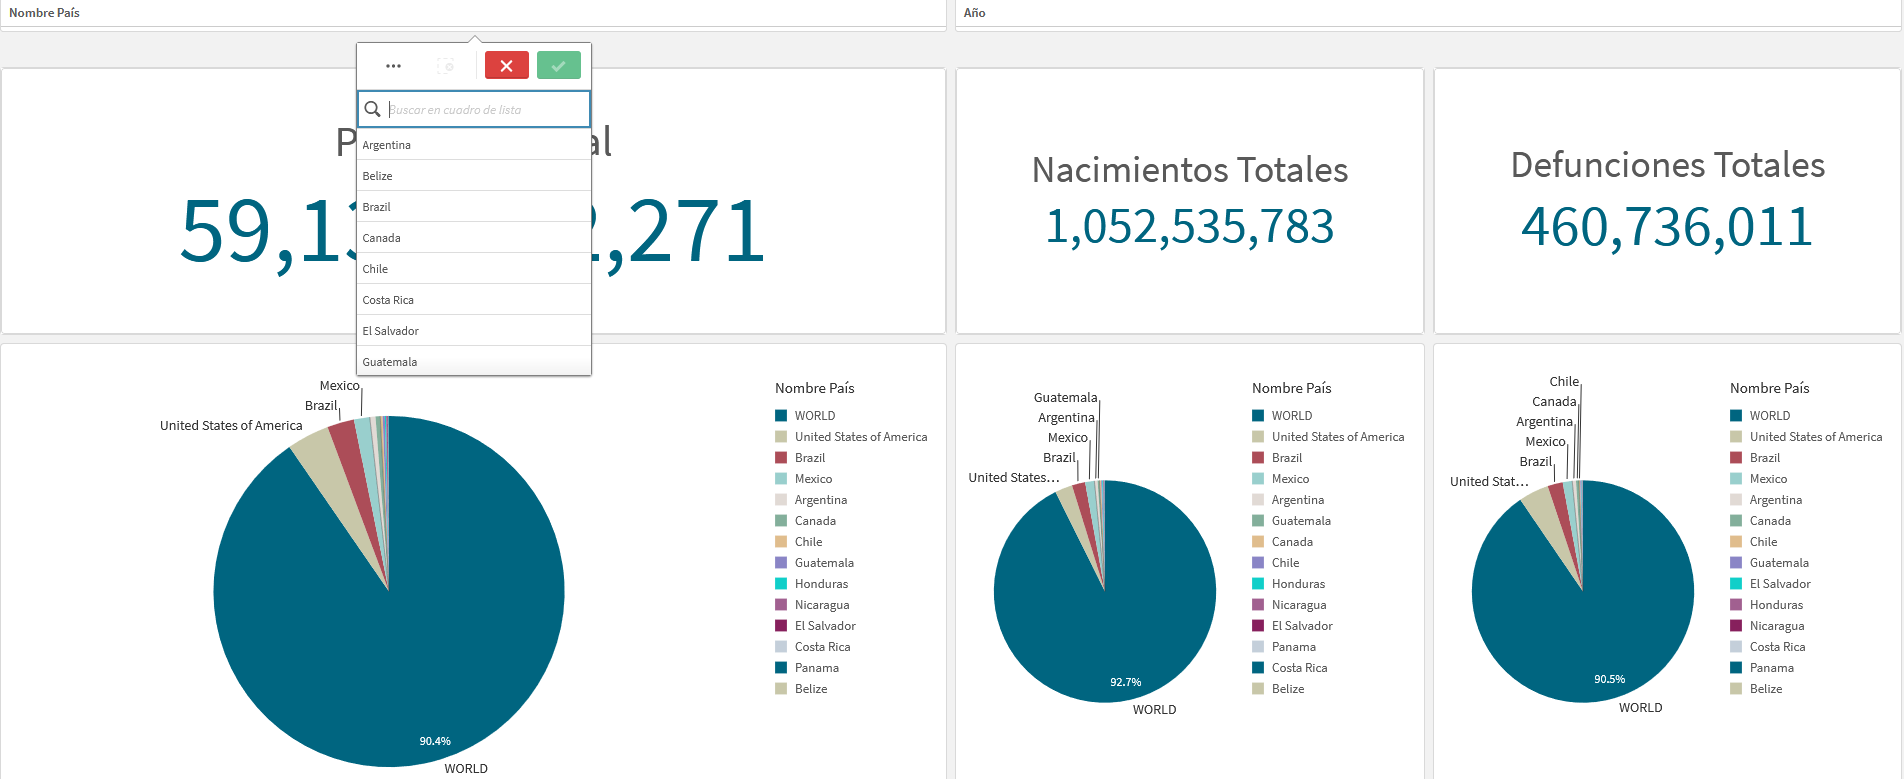 Nombre País
Año
Buscar en cuadro de lista
Argentina
Belize
Brazil
Canada
Chile
Costa Rica
El Salvador
Guatemala
Nacimientos Totales
1,052,535,783
Defunciones Totales
460,736,011
Mexico
Brazil
United States of America
90.4%
WORLD
Nombre País
WORLD
United States of America
Brazil
Mexico
Argentina
Canada
Chile
Guatemala
Honduras
Nicaragua
El Salvador
Costa Rica
Panama
Belize
Guatemala
Argentina
Mexico
Brazil
United States…
92.7%
WORLD
Nombre País
WORLD
United States of America
Brazil
Mexico
Argentina
Guatemala
Canada
Chile
Honduras
Nicaragua
El Salvador
Panama
Costa Rica
Belize
Chile
Canada
Argentina
Mexico
Brazil
United Stat…
90.5%
WORLD
Nombre País
WORLD
United States of America
Brazil
Mexico
Argentina
Canada
Chile
Guatemala
El Salvador
Honduras
Nicaragua
Costa Rica
Panama
Belize